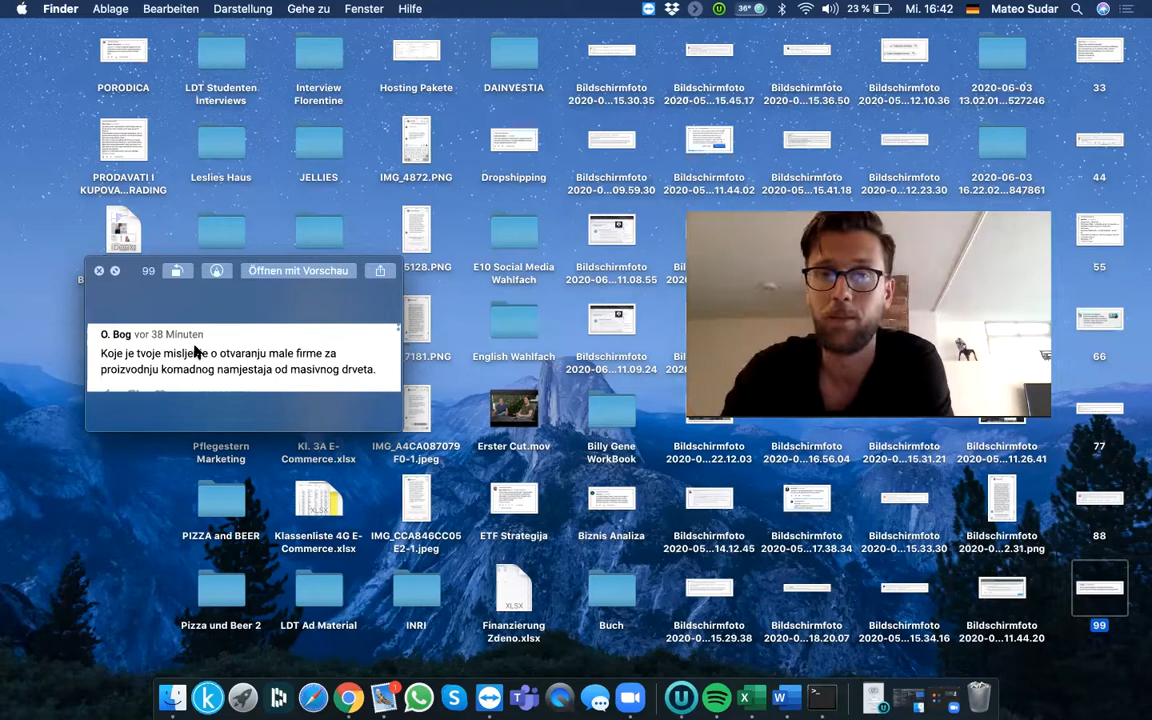 Finder Ablage Bearbeiten Darstellung Gehe zu Fenster Hilfe 36° 23 % Mi. 16:42 Mateo Sudar
PORODICA
LDT Studenten
Interviews
Interview
Florentine
Hosting Pakete
DAINVESTIA
Bildschirmfoto
2020-0...15.30.35
Bildschirmfoto
2020-05...15.45.17
Bildschirmfoto
2020-0...15.36.50
Bildschirmfoto
2020-0...12.10.36
2020-06-03
13.02.01...527246
33
PRODAVATI I
KUPOVA...RADING
Leslies Haus
JELLIES
IMG_4872.PNG
Dropshipping
Bildschirmfoto
2020-0...09.59.30
Bildschirmfoto
2020-0...11.44.02
Bildschirmfoto
2020-0...15.41.18
Bildschirmfoto
2020-0...12.23.30
2020-06-03
16.22.02...847861
44
5128.PNG
E10 Social Media
Wahlfach
Bildschirmfoto
2020-06...11.08.55
55
99
Öffnen mit Vorschau
O. Bog vor 38 Minuten
Koje je tvoje misljenje o otvaranju male firme za
proizvodnju komadnog namjestaja od masivnog drveta.
7181.PNG
English Wahlfach
Bildschirmfoto
2020-06...11.09.24
66
Pflegestern
Marketing
Kl. 3A E-
Commerce.xlsx
IMG_A4CA087079
F0-1.jpeg
Erster Cut.mov
Billy Gene
WorkBook
Bildschirmfoto
2020-0...22.12.03
Bildschirmfoto
2020-0...16.56.04
Bildschirmfoto
2020-05...15.31.21
Bildschirmfoto
2020-05...11.26.41
77
PIZZA and BEER
XLSX
Klassenliste 4G E-
Commerce.xlsx
IMG_CCA846CC05
E2-1.jpeg
ETF Strategija
Biznis Analiza
Bildschirmfoto
2020-05...14.12.45
Bildschirmfoto
2020-0...17.38.34
Bildschirmfoto
2020-0...15.33.30
Bildschirmfoto
2020-0...2.31.png
88
Pizza und Beer 2
LDT Ad Material
INRI
XLSX
Finanzierung
Zdeno.xlsx
Buch
Bildschirmfoto
2020-0...15.29.38
Bildschirmfoto
2020-0...18.20.07
Bildschirmfoto
2020-0...15.34.16
Bildschirmfoto
2020-0...11.44.20
99